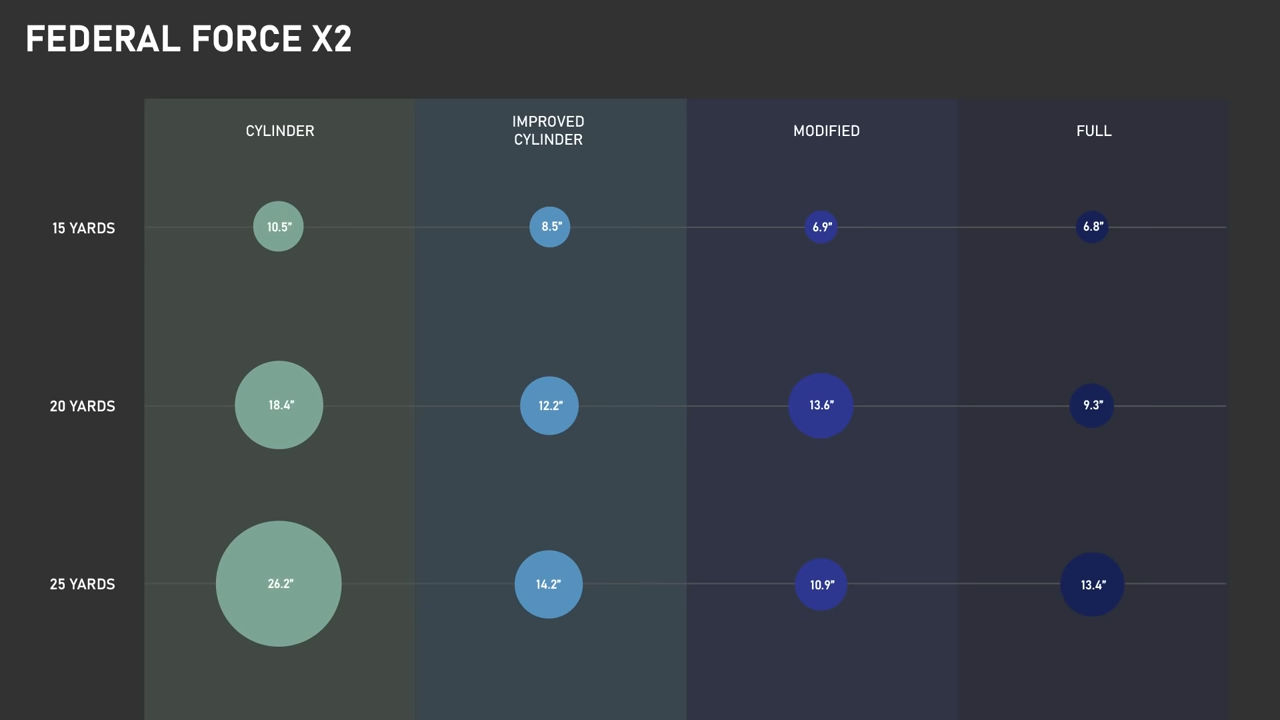 FEDERAL FORCE X2
CYLINDER
IMPROVED
CYLINDER
MODIFIED
FULL
15 YARDS
10.5"
8.5"
6.9"
6.8"
20 YARDS
18.4"
12.2"
13.6"
9.3"
25 YARDS
26.2"
14.2"
10.9"
13.4"